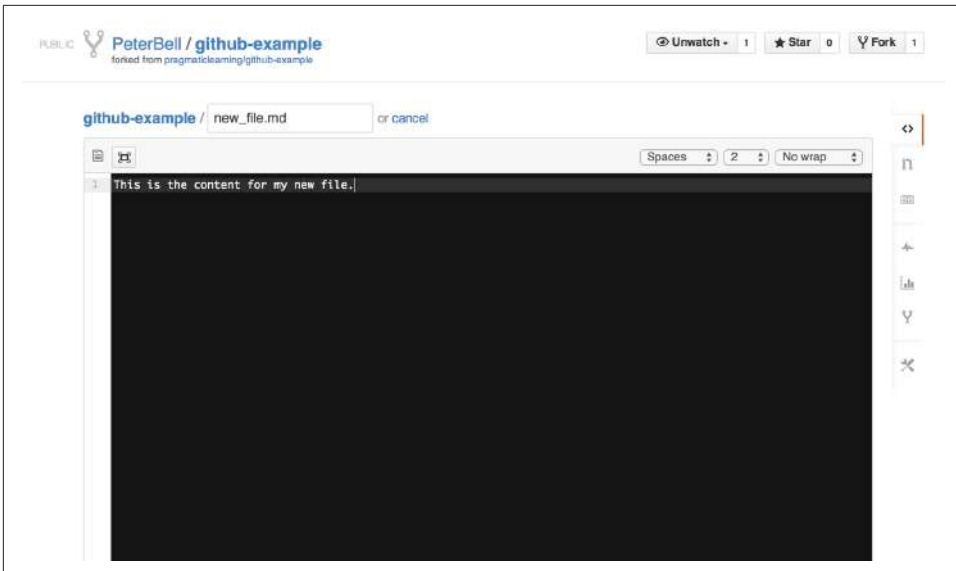 PUBLIC PeterBell / github-example Unwatch 1 Star 0 Fork 1
forked from pragmaticlearning/github-example
github-example / new_file.md or cancel
Spaces 2 No wrap
1 This is the content for my new file.